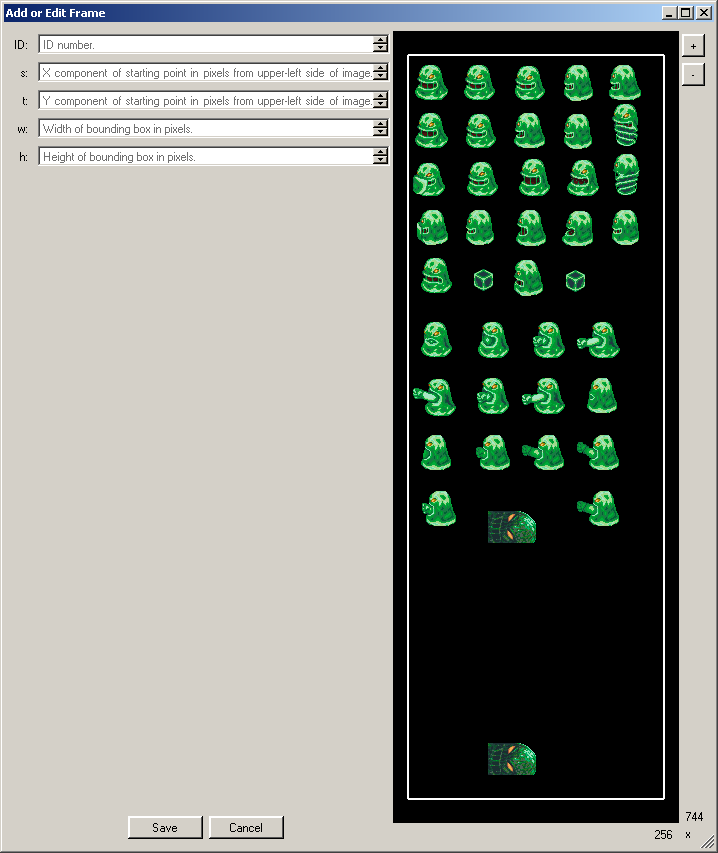 Add or Edit Frame
ID: ID number.
s: X component of starting point in pixels from upper-left side of image.
t: Y component of starting point in pixels from upper-left side of image.
w: Width of bounding box in pixels.
h: Height of bounding box in pixels.
+
-
Save Cancel
744
256 x